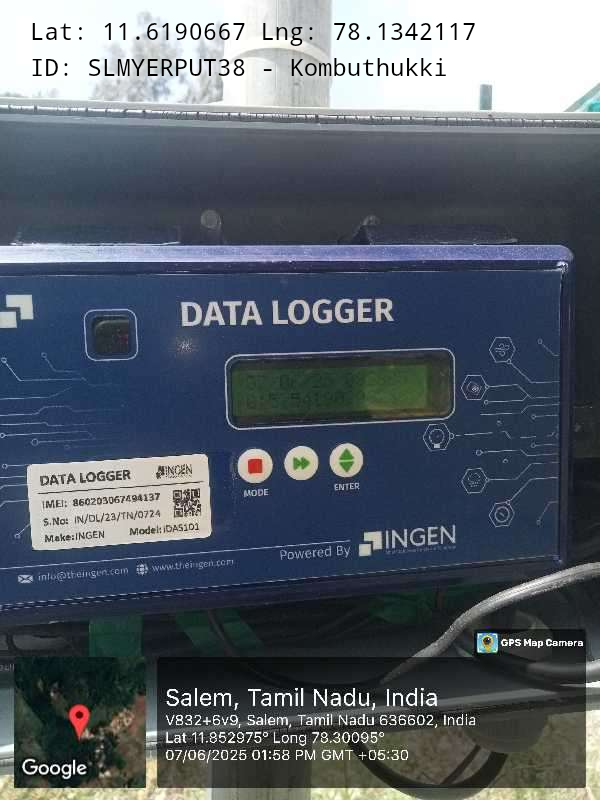 Lat: 11.6190667 Lng: 78.1342117
ID: SLMYERPUT38 - Kombuthukki
DATA LOGGER
DATA LOGGER
INGEN
IMEI: 860203067494137
S.No: IN/DL/23/TN/0724
Make:INGEN Model:iDAS101
MODE
ENTER
Powered By INGEN
info@theingen.com www.theingen.com
GPS Map Camera
Salem, Tamil Nadu, India
V832+6v9, Salem, Tamil Nadu 636602, India
Lat 11.852975° Long 78.30095°
07/06/2025 01:58 PM GMT +05:30
Google